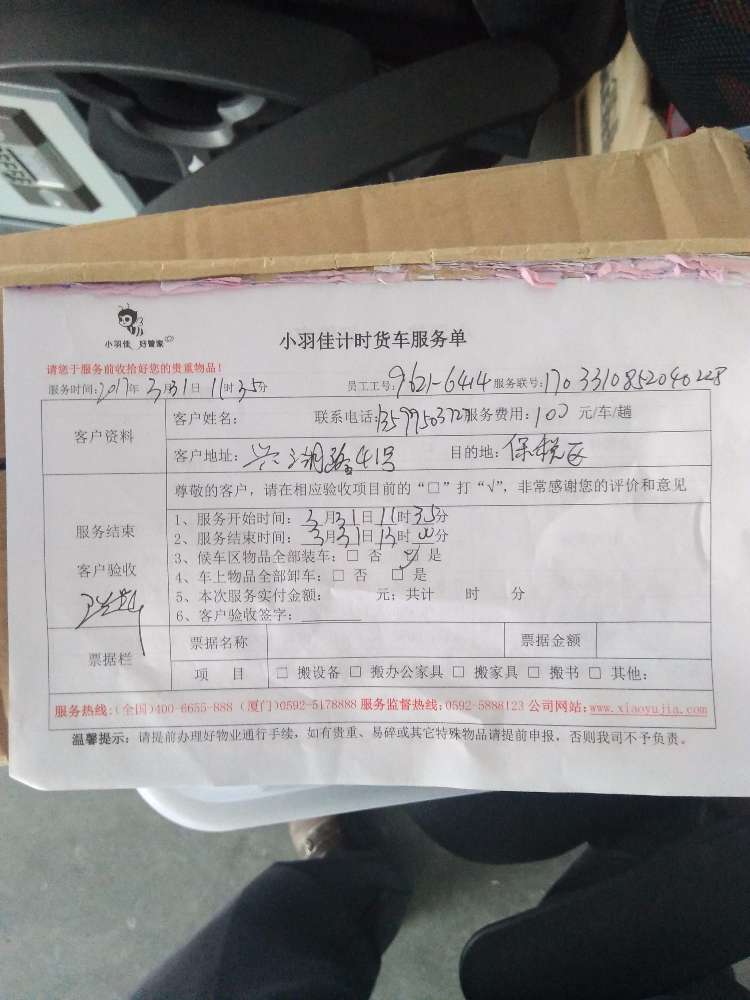 小羽佳 好管家
小羽佳计时货车服务单
请您于服务前收拾好您的贵重物品！
服务时间：2017年 3月31日 11时35分 员工工号：9621-6414 服务联号：1703310852040228
客户资料
客户姓名： 联系电话：13599750372 服务费用：100 元/车/趟
客户地址：兴湖路41号 目的地：保税区
服务结束
客户验收
尊敬的客户，请在相应验收项目前的“□”打“√”，非常感谢您的评价和意见
1、服务开始时间：3月31日11时35分
2、服务结束时间：3月31日13时00分
3、候车区物品全部装车：□ 否 ☑ 是
4、车上物品全部卸车：□ 否 □ 是
5、本次服务实付金额： 元；共计 时 分
6、客户验收签字：
票据栏
票据名称 票据金额
项 目 □ 搬设备 □ 搬办公家具 □ 搬家具 □ 搬书 □ 其他：
服务热线：(全国)400-6655-888 (厦门)0592-5178888 服务监督热线：0592-5888123 公司网站：www.xiaoyujia.com
温馨提示：请提前办理好物业通行手续，如有贵重、易碎或其它特殊物品请提前申报，否则我司不予负责。